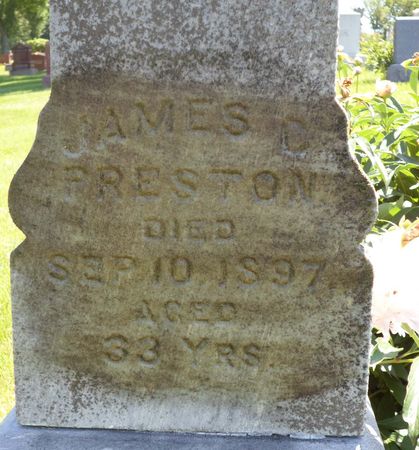 JAMES C
PRESTON
DIED
SEP. 10, 1897
AGED
33 YRS.